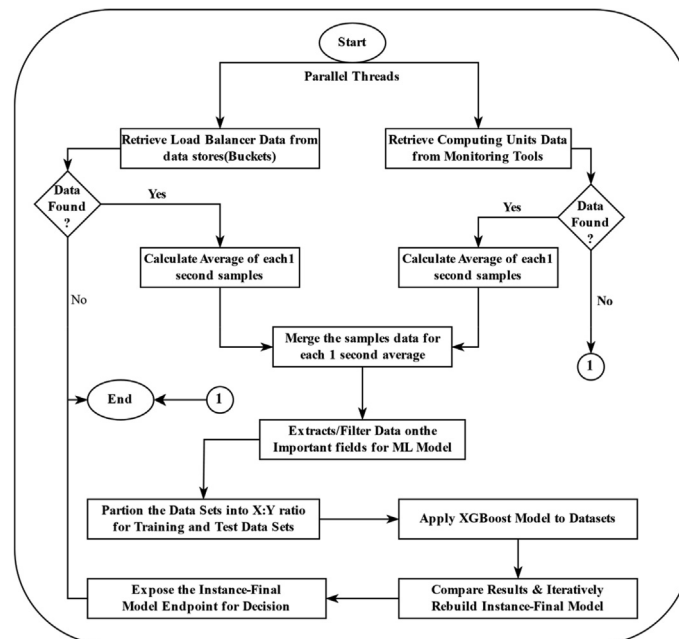 Start
Parallel Threads
Retrieve Load Balancer Data from
data stores(Buckets)
Retrieve Computing Units Data
from Monitoring Tools
Data
Found
?
Yes
Yes
Data
Found
?
Calculate Average of each1
second samples
Calculate Average of each1
second samples
No
No
Merge the samples data for
each 1 second average
1
End
1
Extracts/Filter Data onthe
Important fields for ML Model
Partion the Data Sets into X:Y ratio
for Training and Test Data Sets
Apply XGBoost Model to Datasets
Expose the Instance-Final
Model Endpoint for Decision
Compare Results & Iteratively
Rebuild Instance-Final Model